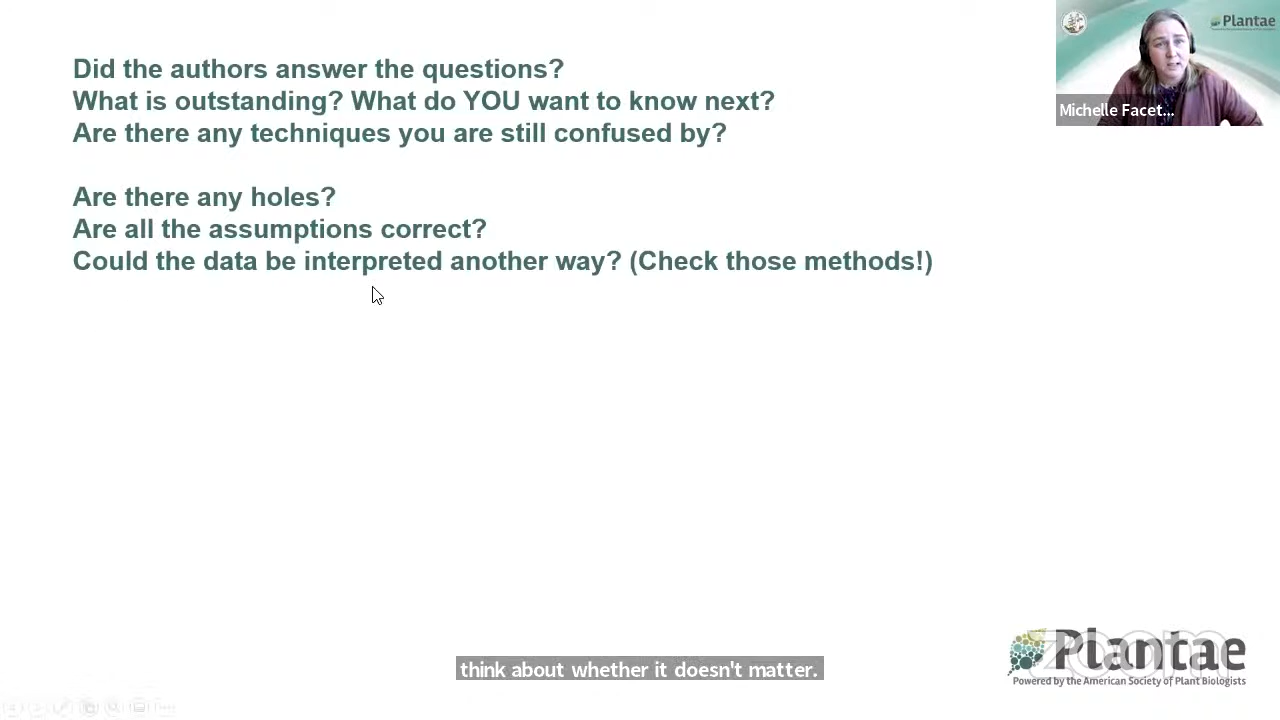 Did the authors answer the questions?
What is outstanding? What do YOU want to know next?
Are there any techniques you are still confused by?
Are there any holes?
Are all the assumptions correct?
Could the data be interpreted another way? (Check those methods!)
Plantae
Michelle Facet...
think about whether it doesn't matter.
zoom
Plantae
Powered by the American Society of Plant Biologists